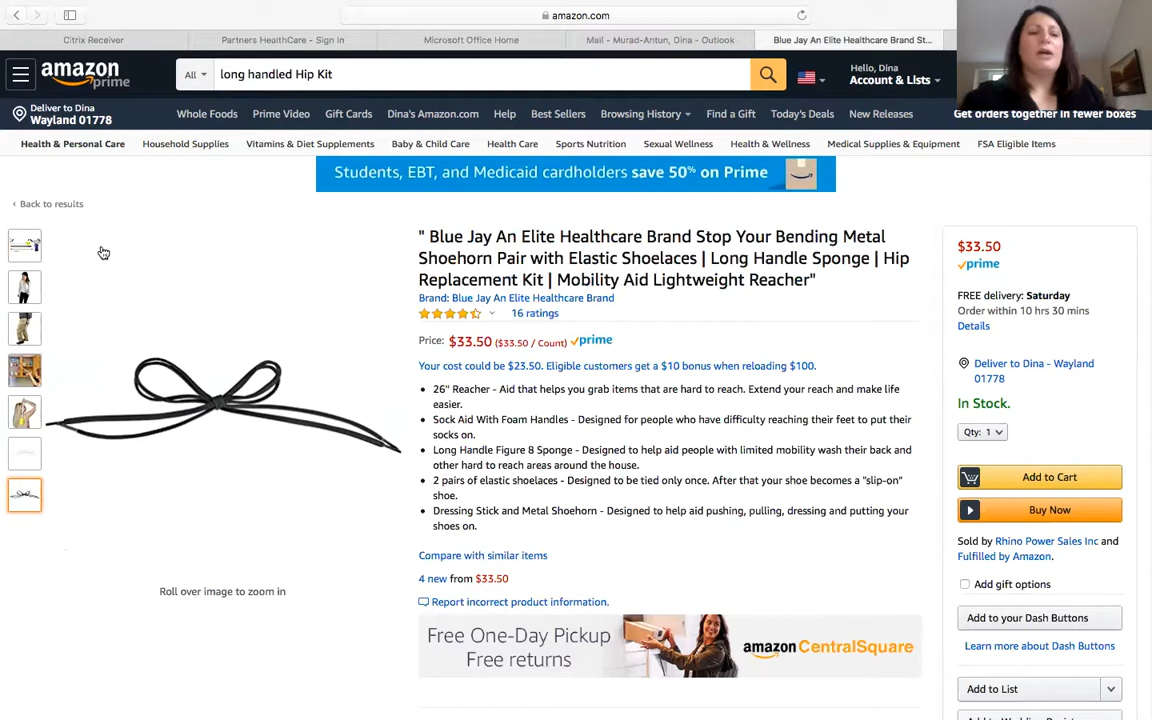 amazon.com
Citrix Receiver
Partners HealthCare - Sign in
Microsoft Office Home
Mail - Murad-Antun, Dina - Outlook
Blue Jay An Elite Healthcare Brand St...
amazon prime
All
long handled Hip Kit
Hello, Dina
Account & Lists
Deliver to Dina
Wayland 01778
Whole Foods
Prime Video
Gift Cards
Dina's Amazon.com
Help
Best Sellers
Browsing History
Find a Gift
Today's Deals
New Releases
Get orders together in fewer boxes
Health & Personal Care
Household Supplies
Vitamins & Diet Supplements
Baby & Child Care
Health Care
Sports Nutrition
Sexual Wellness
Health & Wellness
Medical Supplies & Equipment
FSA Eligible Items
Students, EBT, and Medicaid cardholders save 50% on Prime
‹ Back to results
" Blue Jay An Elite Healthcare Brand Stop Your Bending Metal
Shoehorn Pair with Elastic Shoelaces | Long Handle Sponge | Hip
Replacement Kit | Mobility Aid Lightweight Reacher"
Brand: Blue Jay An Elite Healthcare Brand
16 ratings
Price: $33.50 ($33.50 / Count) prime
Your cost could be $23.50. Eligible customers get a $10 bonus when reloading $100.
• 26" Reacher - Aid that helps you grab items that are hard to reach. Extend your reach and make life
easier.
• Sock Aid With Foam Handles - Designed for people who have difficulty reaching their feet to put their
socks on.
• Long Handle Figure 8 Sponge - Designed to help aid people with limited mobility wash their back and
other hard to reach areas around the house.
• 2 pairs of elastic shoelaces - Designed to be tied only once. After that your shoe becomes a "slip-on"
shoe.
• Dressing Stick and Metal Shoehorn - Designed to help aid pushing, pulling, dressing and putting your
shoes on.
Compare with similar items
4 new from $33.50
Report incorrect product information.
Roll over image to zoom in
Free One-Day Pickup
Free returns
amazon CentralSquare
$33.50
prime
FREE delivery: Saturday
Order within 10 hrs 30 mins
Details
Deliver to Dina - Wayland
01778
In Stock.
Qty: 1
Add to Cart
Buy Now
Sold by Rhino Power Sales Inc and
Fulfilled by Amazon.
Add gift options
Add to your Dash Buttons
Learn more about Dash Buttons
Add to List